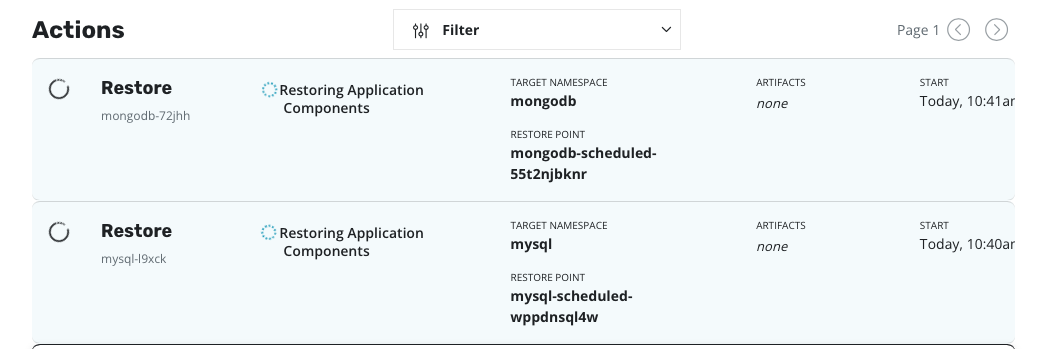 Actions
Filter
Page 1
Restore
mongodb-72jhh
Restoring Application
Components
TARGET NAMESPACE
mongodb
RESTORE POINT
mongodb-scheduled-
55t2njbknr
ARTIFACTS
none
START
Today, 10:41am
Restore
mysql-l9xck
Restoring Application
Components
TARGET NAMESPACE
mysql
RESTORE POINT
mysql-scheduled-
wppdnsql4w
ARTIFACTS
none
START
Today, 10:40am